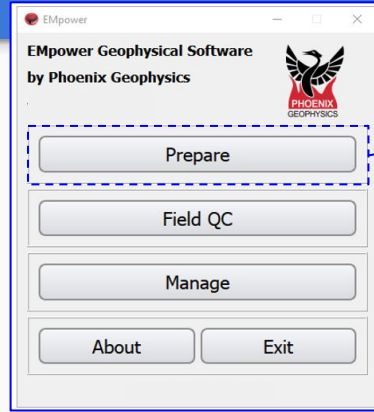 EMpower
EMpower Geophysical Software
by Phoenix Geophysics
PHOENIX
GEOPHYSICS
Prepare
Field QC
Manage
About
Exit